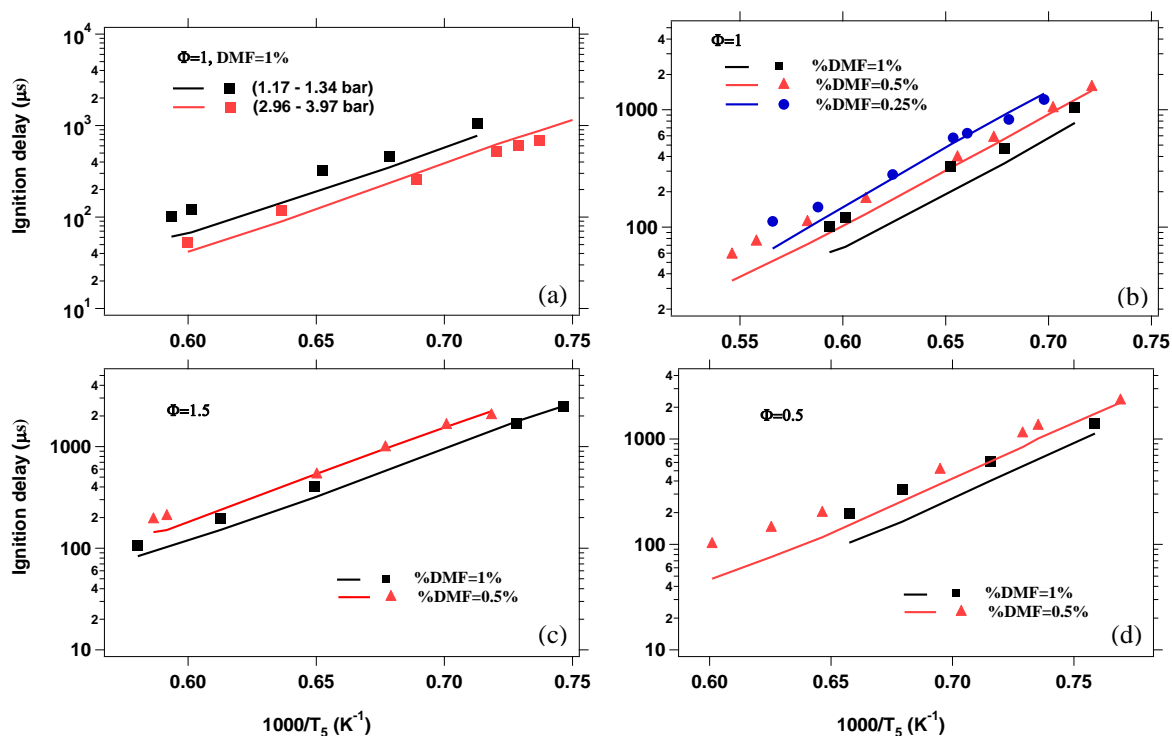 10⁴
Φ=1, DMF=1%
(1.17 - 1.34 bar)
(2.96 - 3.97 bar)
4
2
10³
6
4
2
10²
6
4
2
10¹
Ignition delay (µs)
0.60
0.65
0.70
0.75
(a)
Φ=1
%DMF=1%
%DMF=0.5%
%DMF=0.25%
4
2
1000
6
4
2
100
6
4
2
0.55
0.60
0.65
0.70
0.75
(b)
Φ=1.5
4
2
1000
6
4
2
100
6
4
2
10
Ignition delay (µs)
%DMF=1%
%DMF=0.5%
(c)
0.60
0.65
0.70
0.75
1000/T₅ (K⁻¹)
Φ=0.5
4
2
1000
6
4
2
100
6
4
2
10
%DMF=1%
%DMF=0.5%
(d)
0.60
0.65
0.70
0.75
1000/T₅ (K⁻¹)